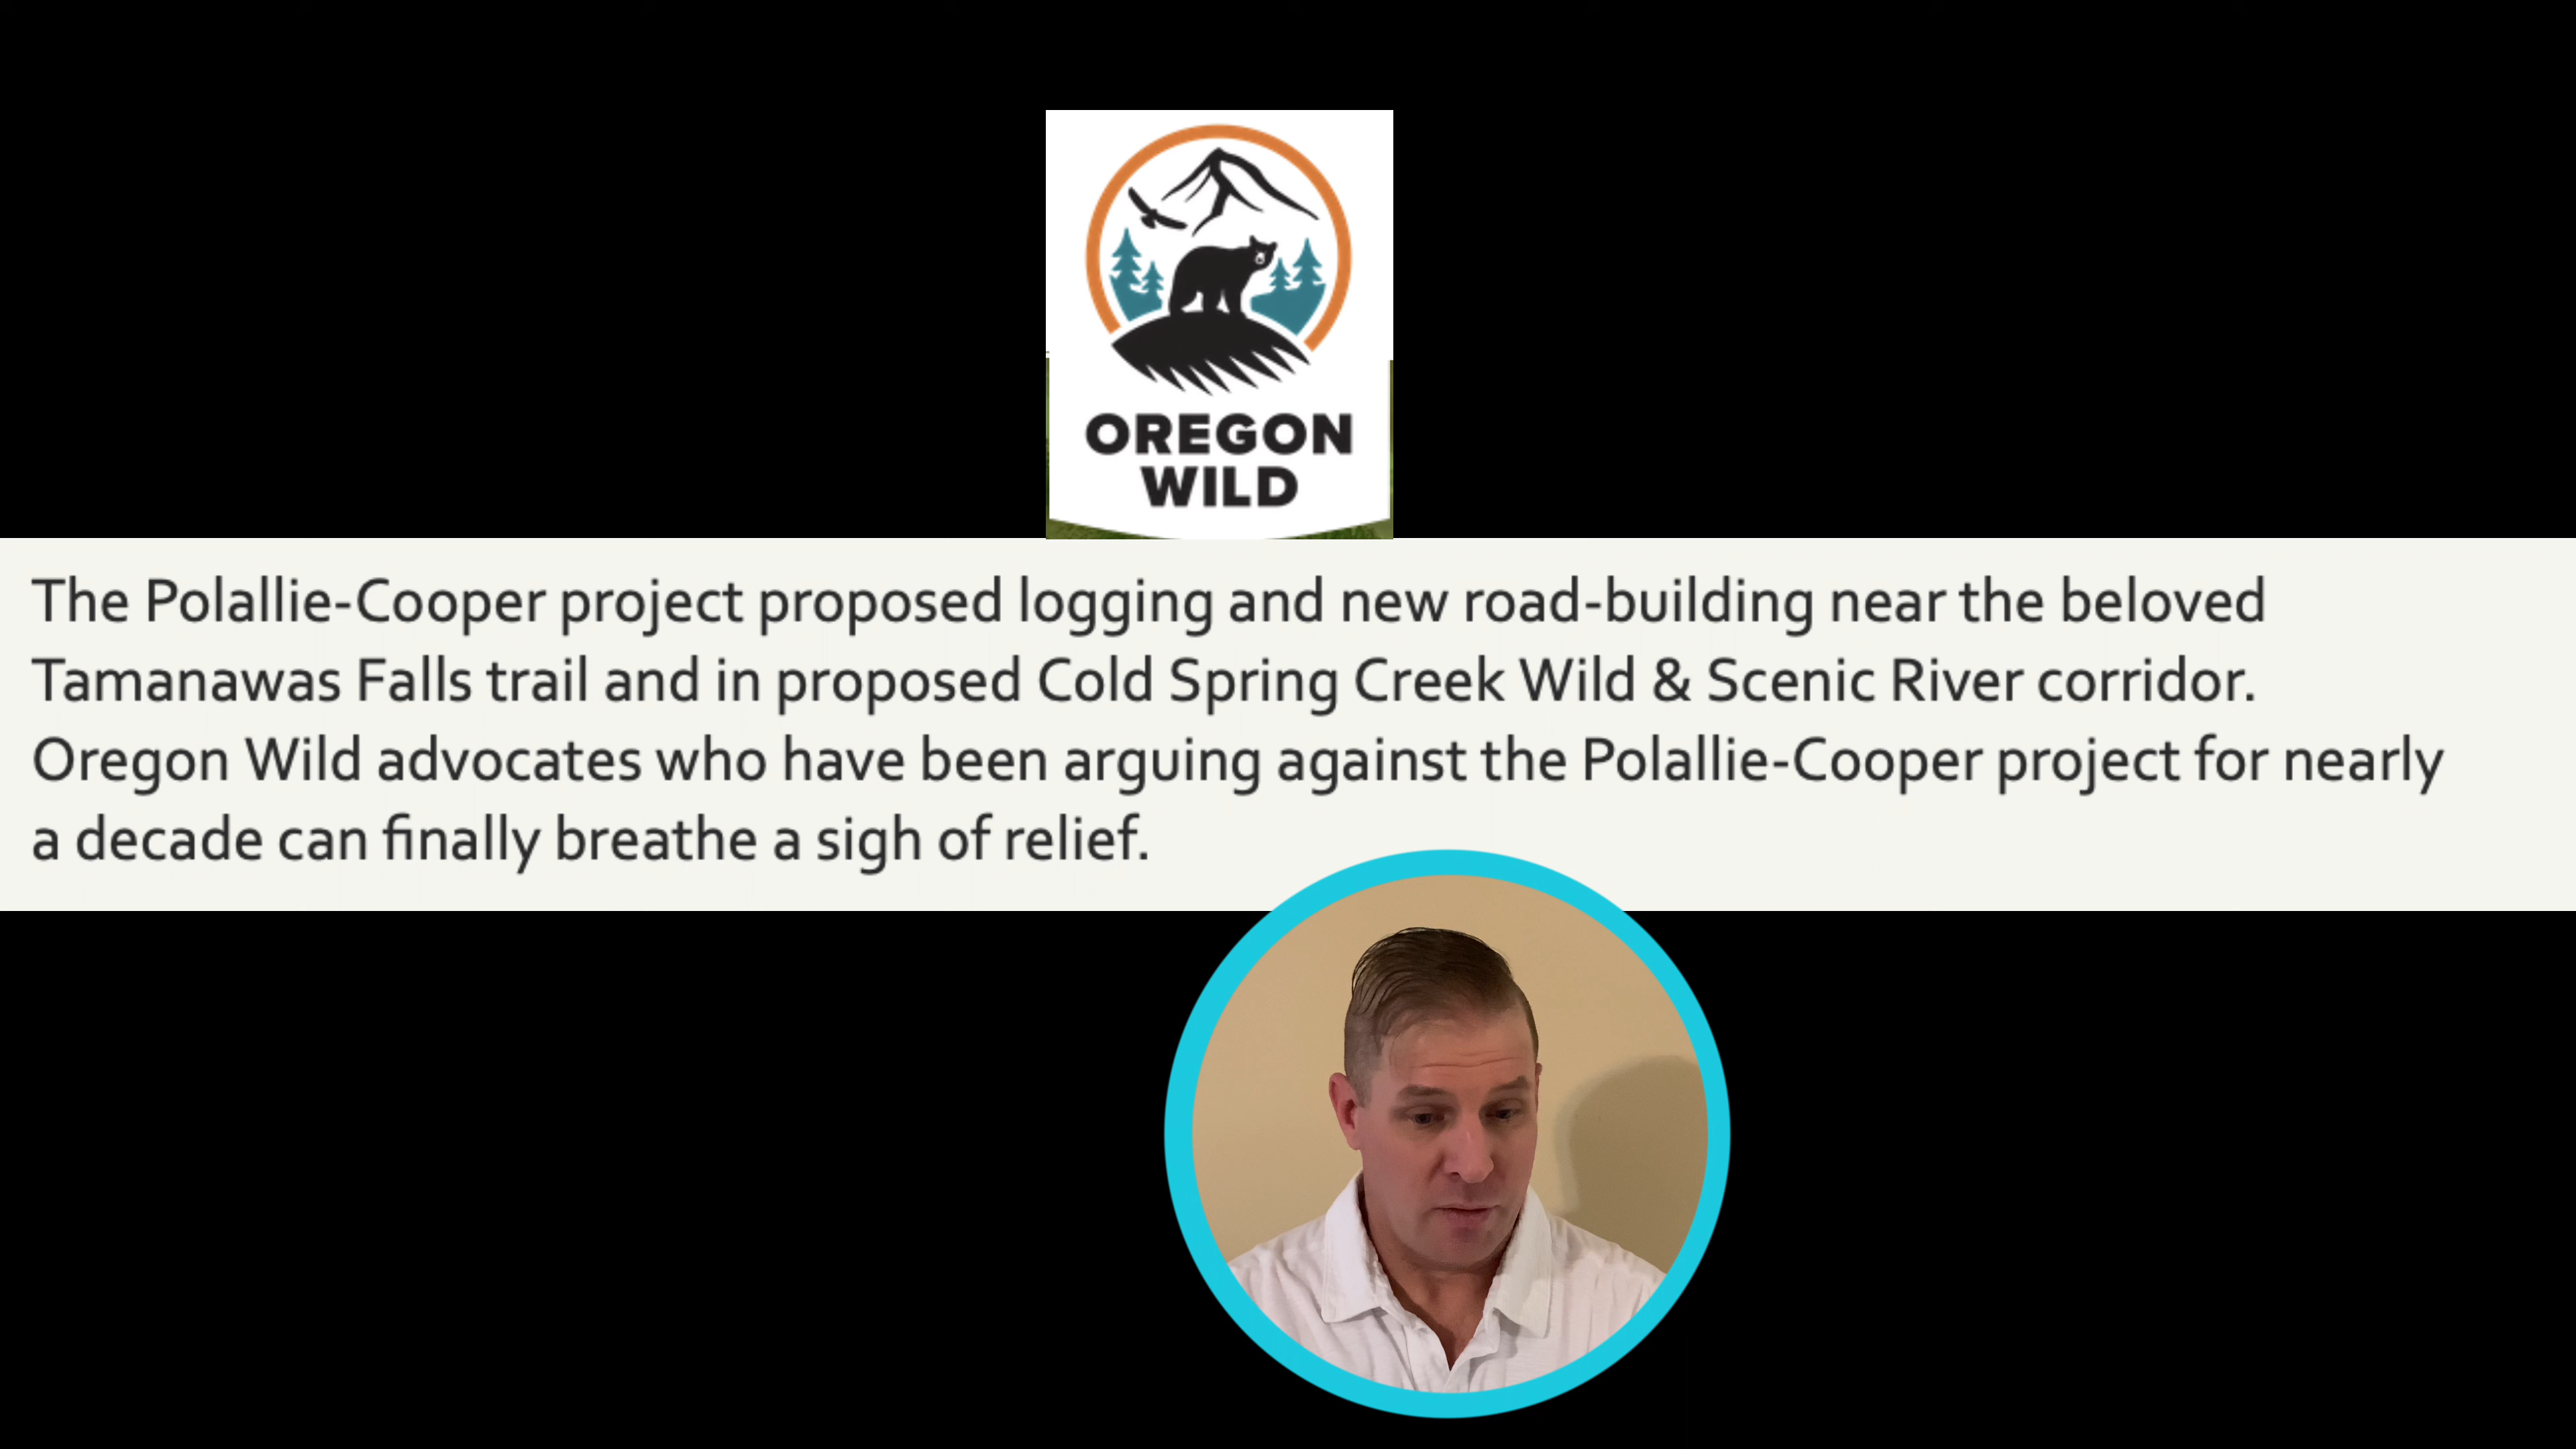 OREGON
WILD
The Polallie-Cooper project proposed logging and new road-building near the beloved
Tamanawas Falls trail and in proposed Cold Spring Creek Wild & Scenic River corridor.
Oregon Wild advocates who have been arguing against the Polallie-Cooper project for nearly
a decade can finally breathe a sigh of relief.